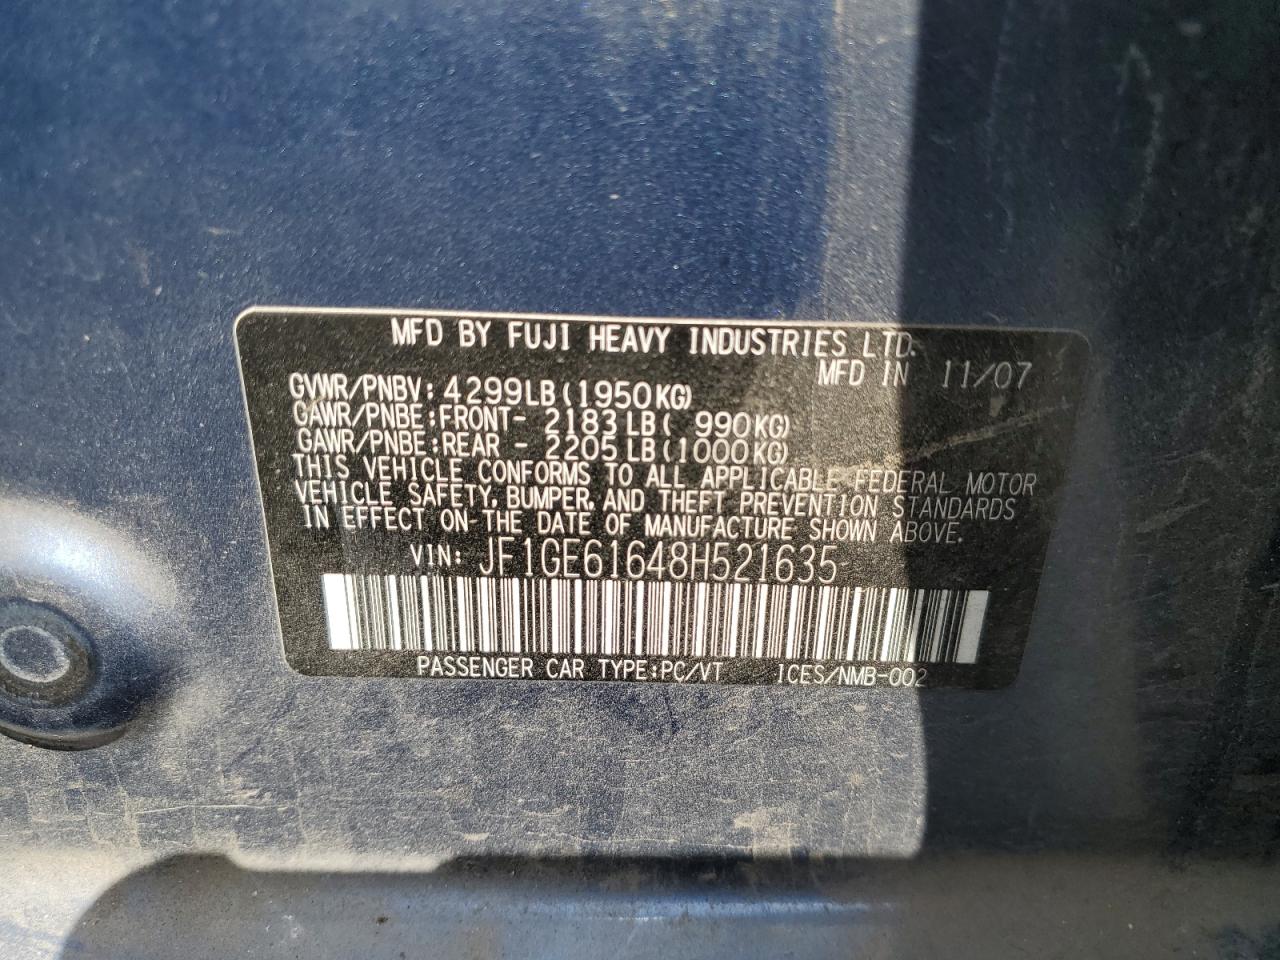 MFD BY FUJI HEAVY INDUSTRIES LTD.
MFD IN 11/07
GVWR/PNBV: 4299LB (1950KG)
GAWR/PNBE:FRONT- 2183LB ( 990KG)
GAWR/PNBE:REAR - 2205LB (1000KG)
THIS VEHICLE CONFORMS TO ALL APPLICABLE FEDERAL MOTOR
VEHICLE SAFETY, BUMPER, AND THEFT PREVENTION STANDARDS
IN EFFECT ON THE DATE OF MANUFACTURE SHOWN ABOVE.
VIN: JF1GE61648H521635
PASSENGER CAR TYPE:PC/VT ICES/NMB-002